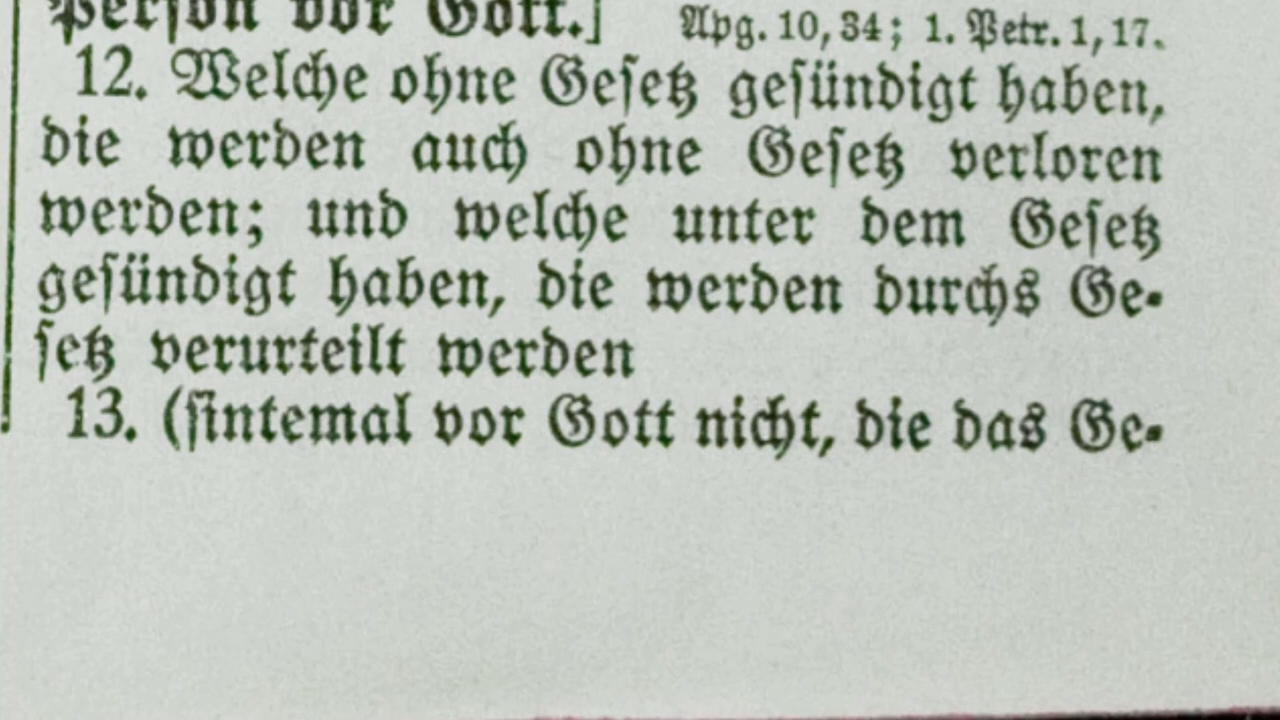 Person vor Gott.] Apg. 10, 34; 1. Petr. 1, 17.
12. Welche ohne Gesetz gesündigt haben,
die werden auch ohne Gesetz verloren
werden; und welche unter dem Gesetz
gesündigt haben, die werden durchs Ge-
setz verurteilt werden
13. (sintemal vor Gott nicht, die das Ge-